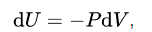 dU = −PdV,